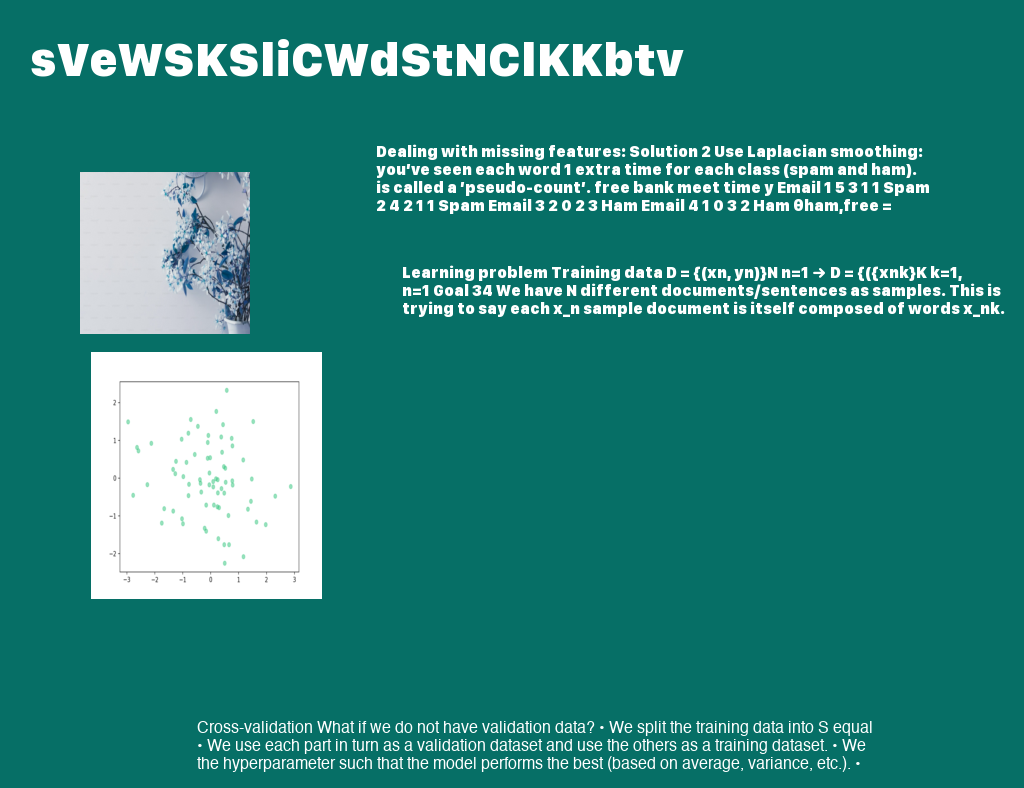 sVeWSKSliCWdStNClKKbtv
Dealing with missing features: Solution 2 Use Laplacian smoothing:
you've seen each word 1 extra time for each class (spam and ham).
is called a 'pseudo-count'. free bank meet time y Email 1 5 3 1 1 Spam
2 4 2 1 1 Spam Email 3 2 0 2 3 Ham Email 4 1 0 3 2 Ham θham,free =
Learning problem Training data D = {(xn, yn)}N n=1 → D = {({xnk}K k=1,
n=1 Goal 34 We have N different documents/sentences as samples. This is
trying to say each x_n sample document is itself composed of words x_nk.
2
1
0
−1
−2
−3 −2 −1 0 1 2 3
Cross-validation What if we do not have validation data? • We split the training data into S equal
• We use each part in turn as a validation dataset and use the others as a training dataset. • We
the hyperparameter such that the model performs the best (based on average, variance, etc.). •